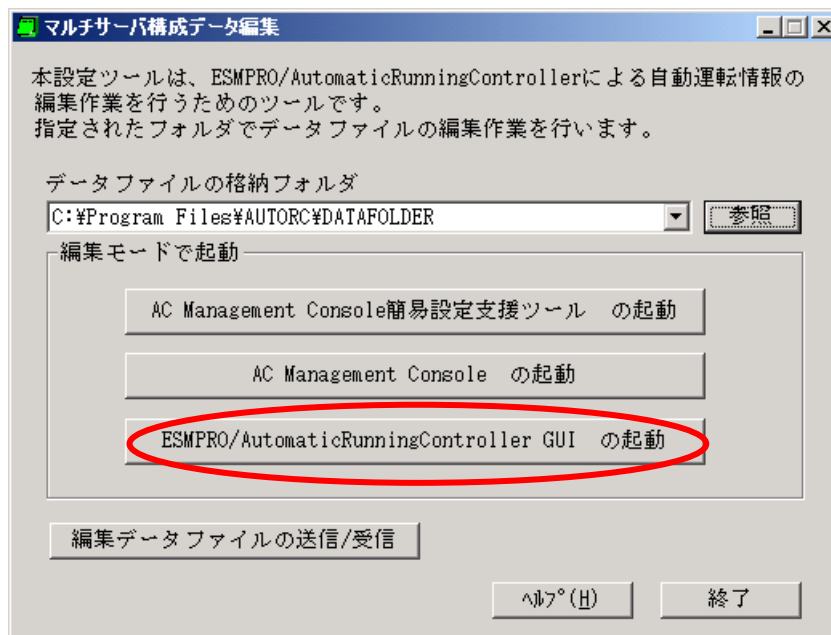 マルチサーバ構成データ編集
本設定ツールは、ESMPRO/AutomaticRunningControllerによる自動運転情報の
編集作業を行うためのツールです。
指定されたフォルダでデータファイルの編集作業を行います。
データファイルの格納フォルダ
C:¥Program Files¥AUTORC¥DATAFOLDER
参照
編集モードで起動
AC Management Console簡易設定支援ツール の起動
AC Management Console の起動
ESMPRO/AutomaticRunningController GUI の起動
編集データファイルの送信/受信
ヘルプ(H)
終了